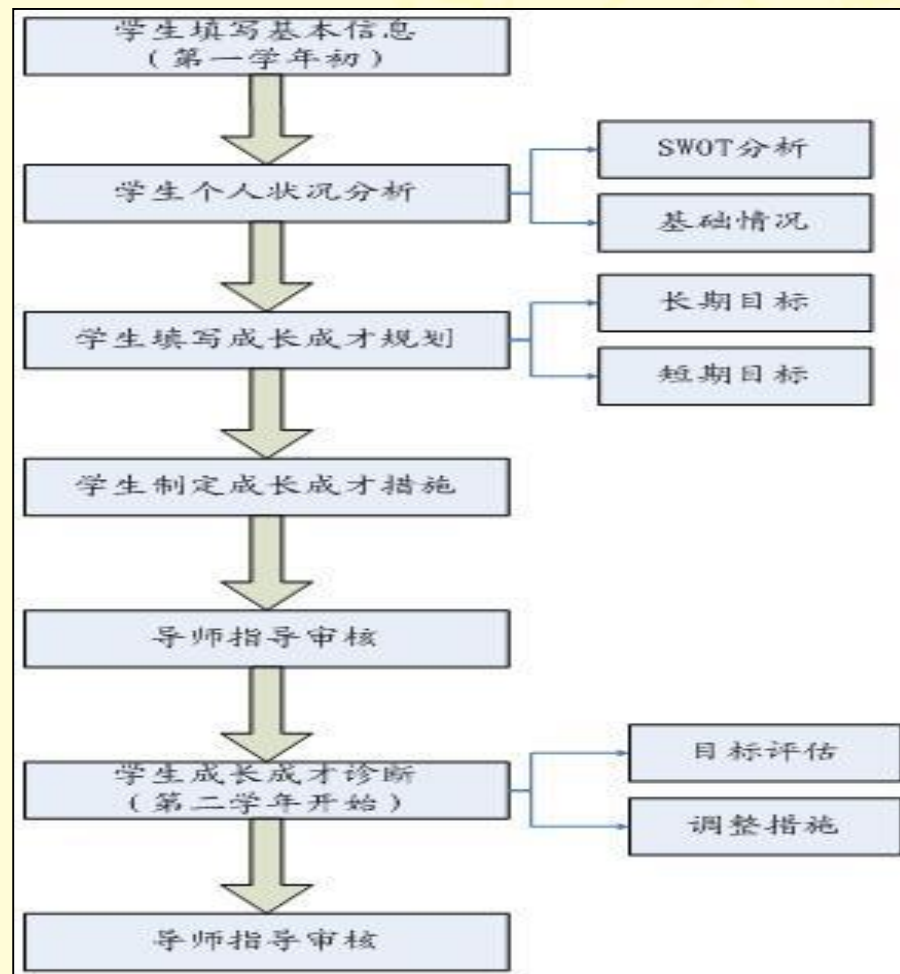 学生填写基本信息
（第一学年初）
学生个人状况分析
SWOT分析
基础情况
学生填写成长成才规划
长期目标
短期目标
学生制定成长成才措施
导师指导审核
学生成长成才诊断
（第二学年开始）
目标评估
调整措施
导师指导审核